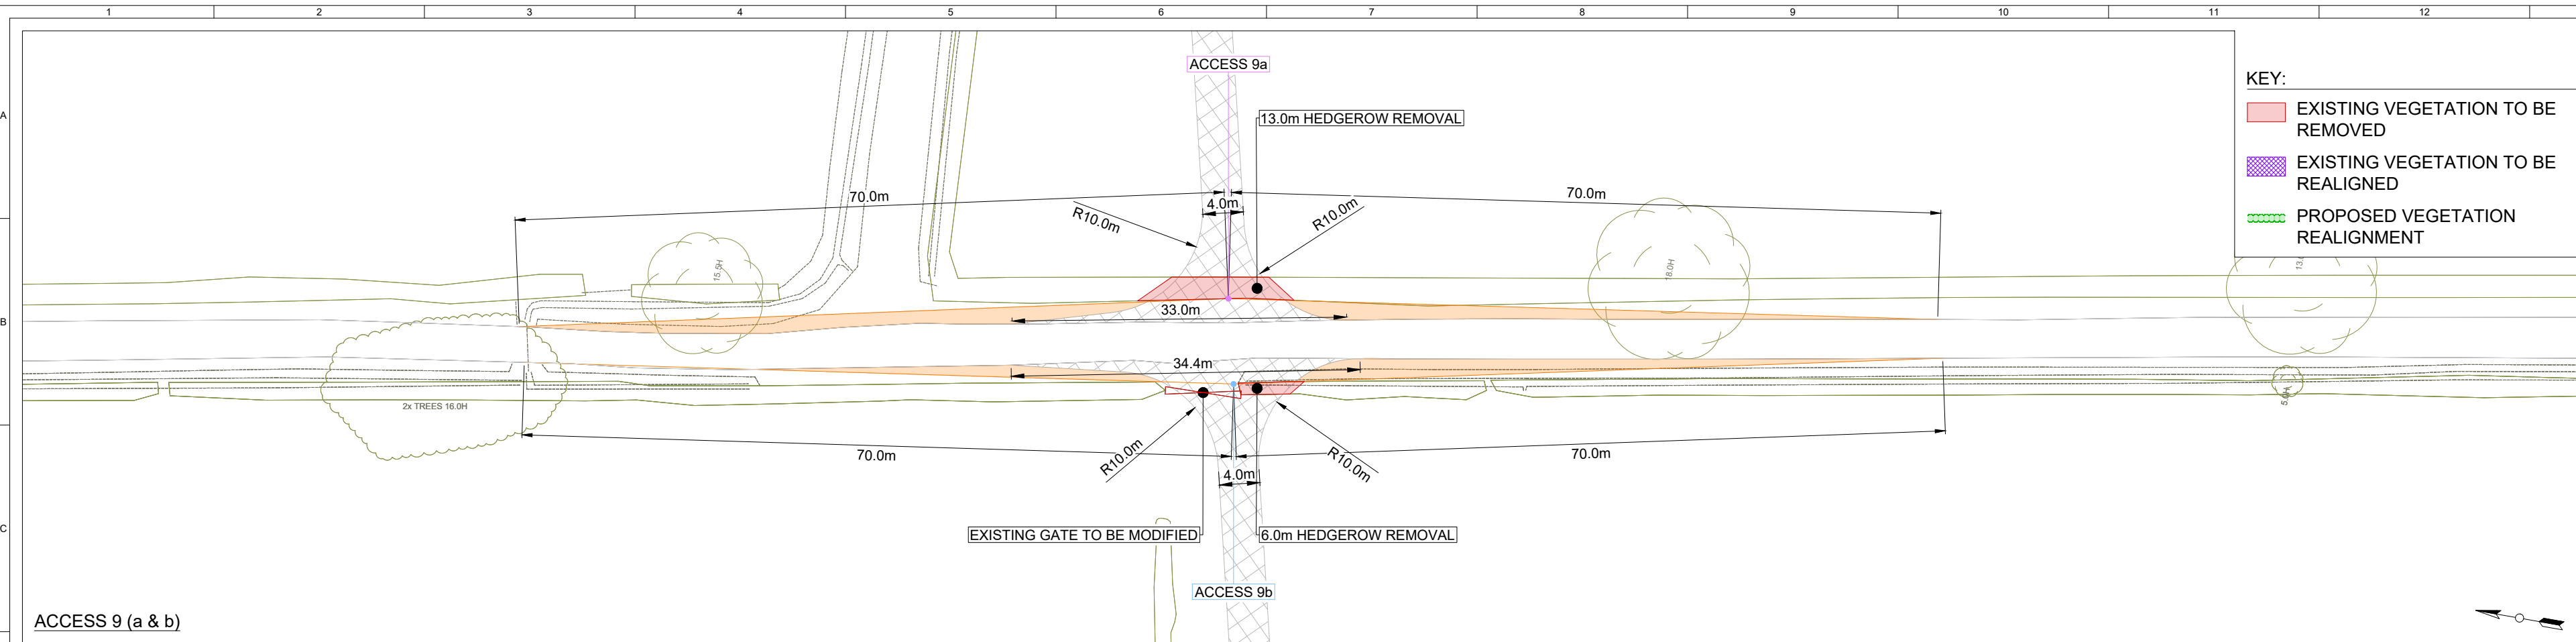 1 2 3 4 5 6 7 8 9 10 11 12
A
B
C
ACCESS 9a
13.0m HEDGEROW REMOVAL
70.0m
70.0m
4.0m
R10.0m
R10.0m
15.5H
18.0H
33.0m
34.4m
2x TREES 16.0H
5.0H
70.0m
70.0m
R10.0m
R10.0m
4.0m
EXISTING GATE TO BE MODIFIED
6.0m HEDGEROW REMOVAL
ACCESS 9b
ACCESS 9 (a & b)
KEY:
EXISTING VEGETATION TO BE
REMOVED
EXISTING VEGETATION TO BE
REALIGNED
PROPOSED VEGETATION
REALIGNMENT